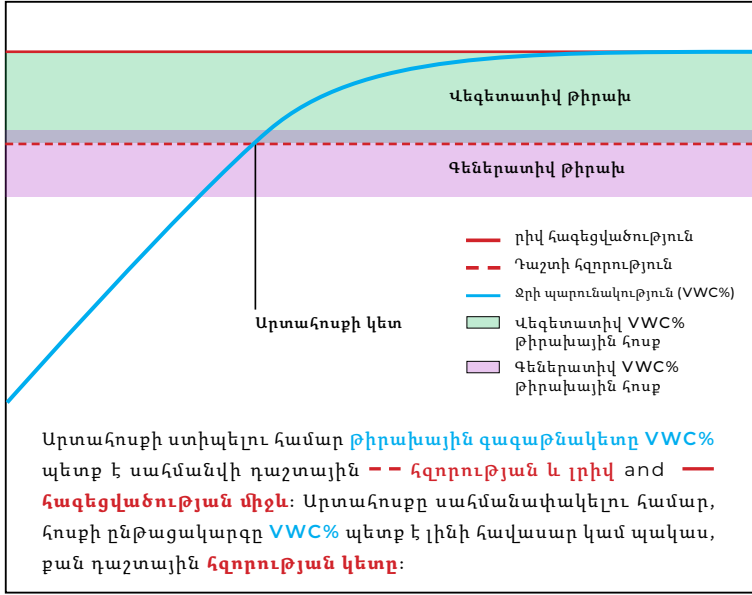 Վեգետատիվ թիրախ
Գեներատիվ թիրախ
րիվ հագեցվածություն
Դաշտի հզորություն
Ջրի պարունակություն (VWC%)
Արտահոսքի կետ
Վեգետատիվ VWC%
թիրախային հոսք
Գեներատիվ VWC%
թիրախային հոսք
Արտահոսքի ստիպելու համար թիրախային գագաթնակետը VWC%
պետք է սահմանվի դաշտային հզորության և լրիվ and
հագեցվածության միջև: Արտահոսքը սահմանափակելու համար,
հոսքի ընթացակարգը VWC% պետք է լինի հավասար կամ պակաս,
քան դաշտային հզորության կետը: